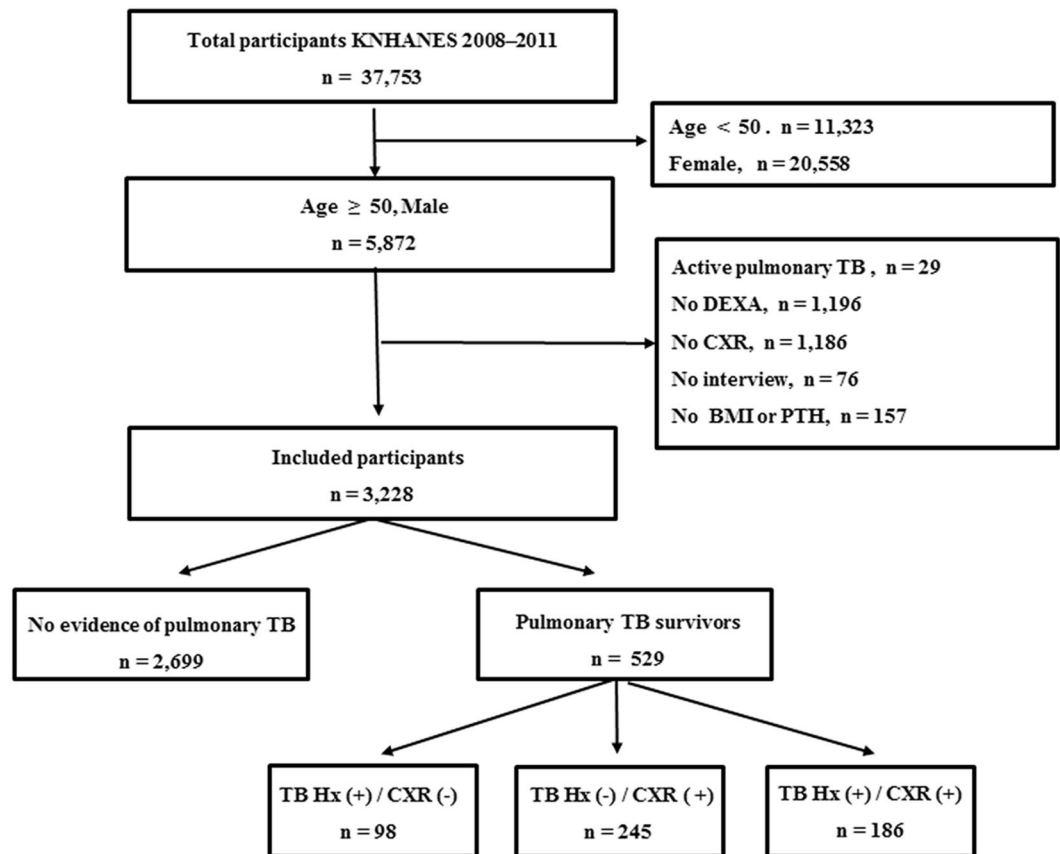 Total participants KNHANES 2008–2011
n = 37,753
Age < 50. n = 11,323
Female, n = 20,558
Age ≥ 50, Male
n = 5,872
Active pulmonary TB, n = 29
No DEXA, n = 1,196
No CXR, n = 1,186
No interview, n = 76
No BMI or PTH, n = 157
Included participants
n = 3,228
No evidence of pulmonary TB
n = 2,699
Pulmonary TB survivors
n = 529
TB Hx (+) / CXR (-)
n = 98
TB Hx (-) / CXR (+)
n = 245
TB Hx (+) / CXR (+)
n = 186